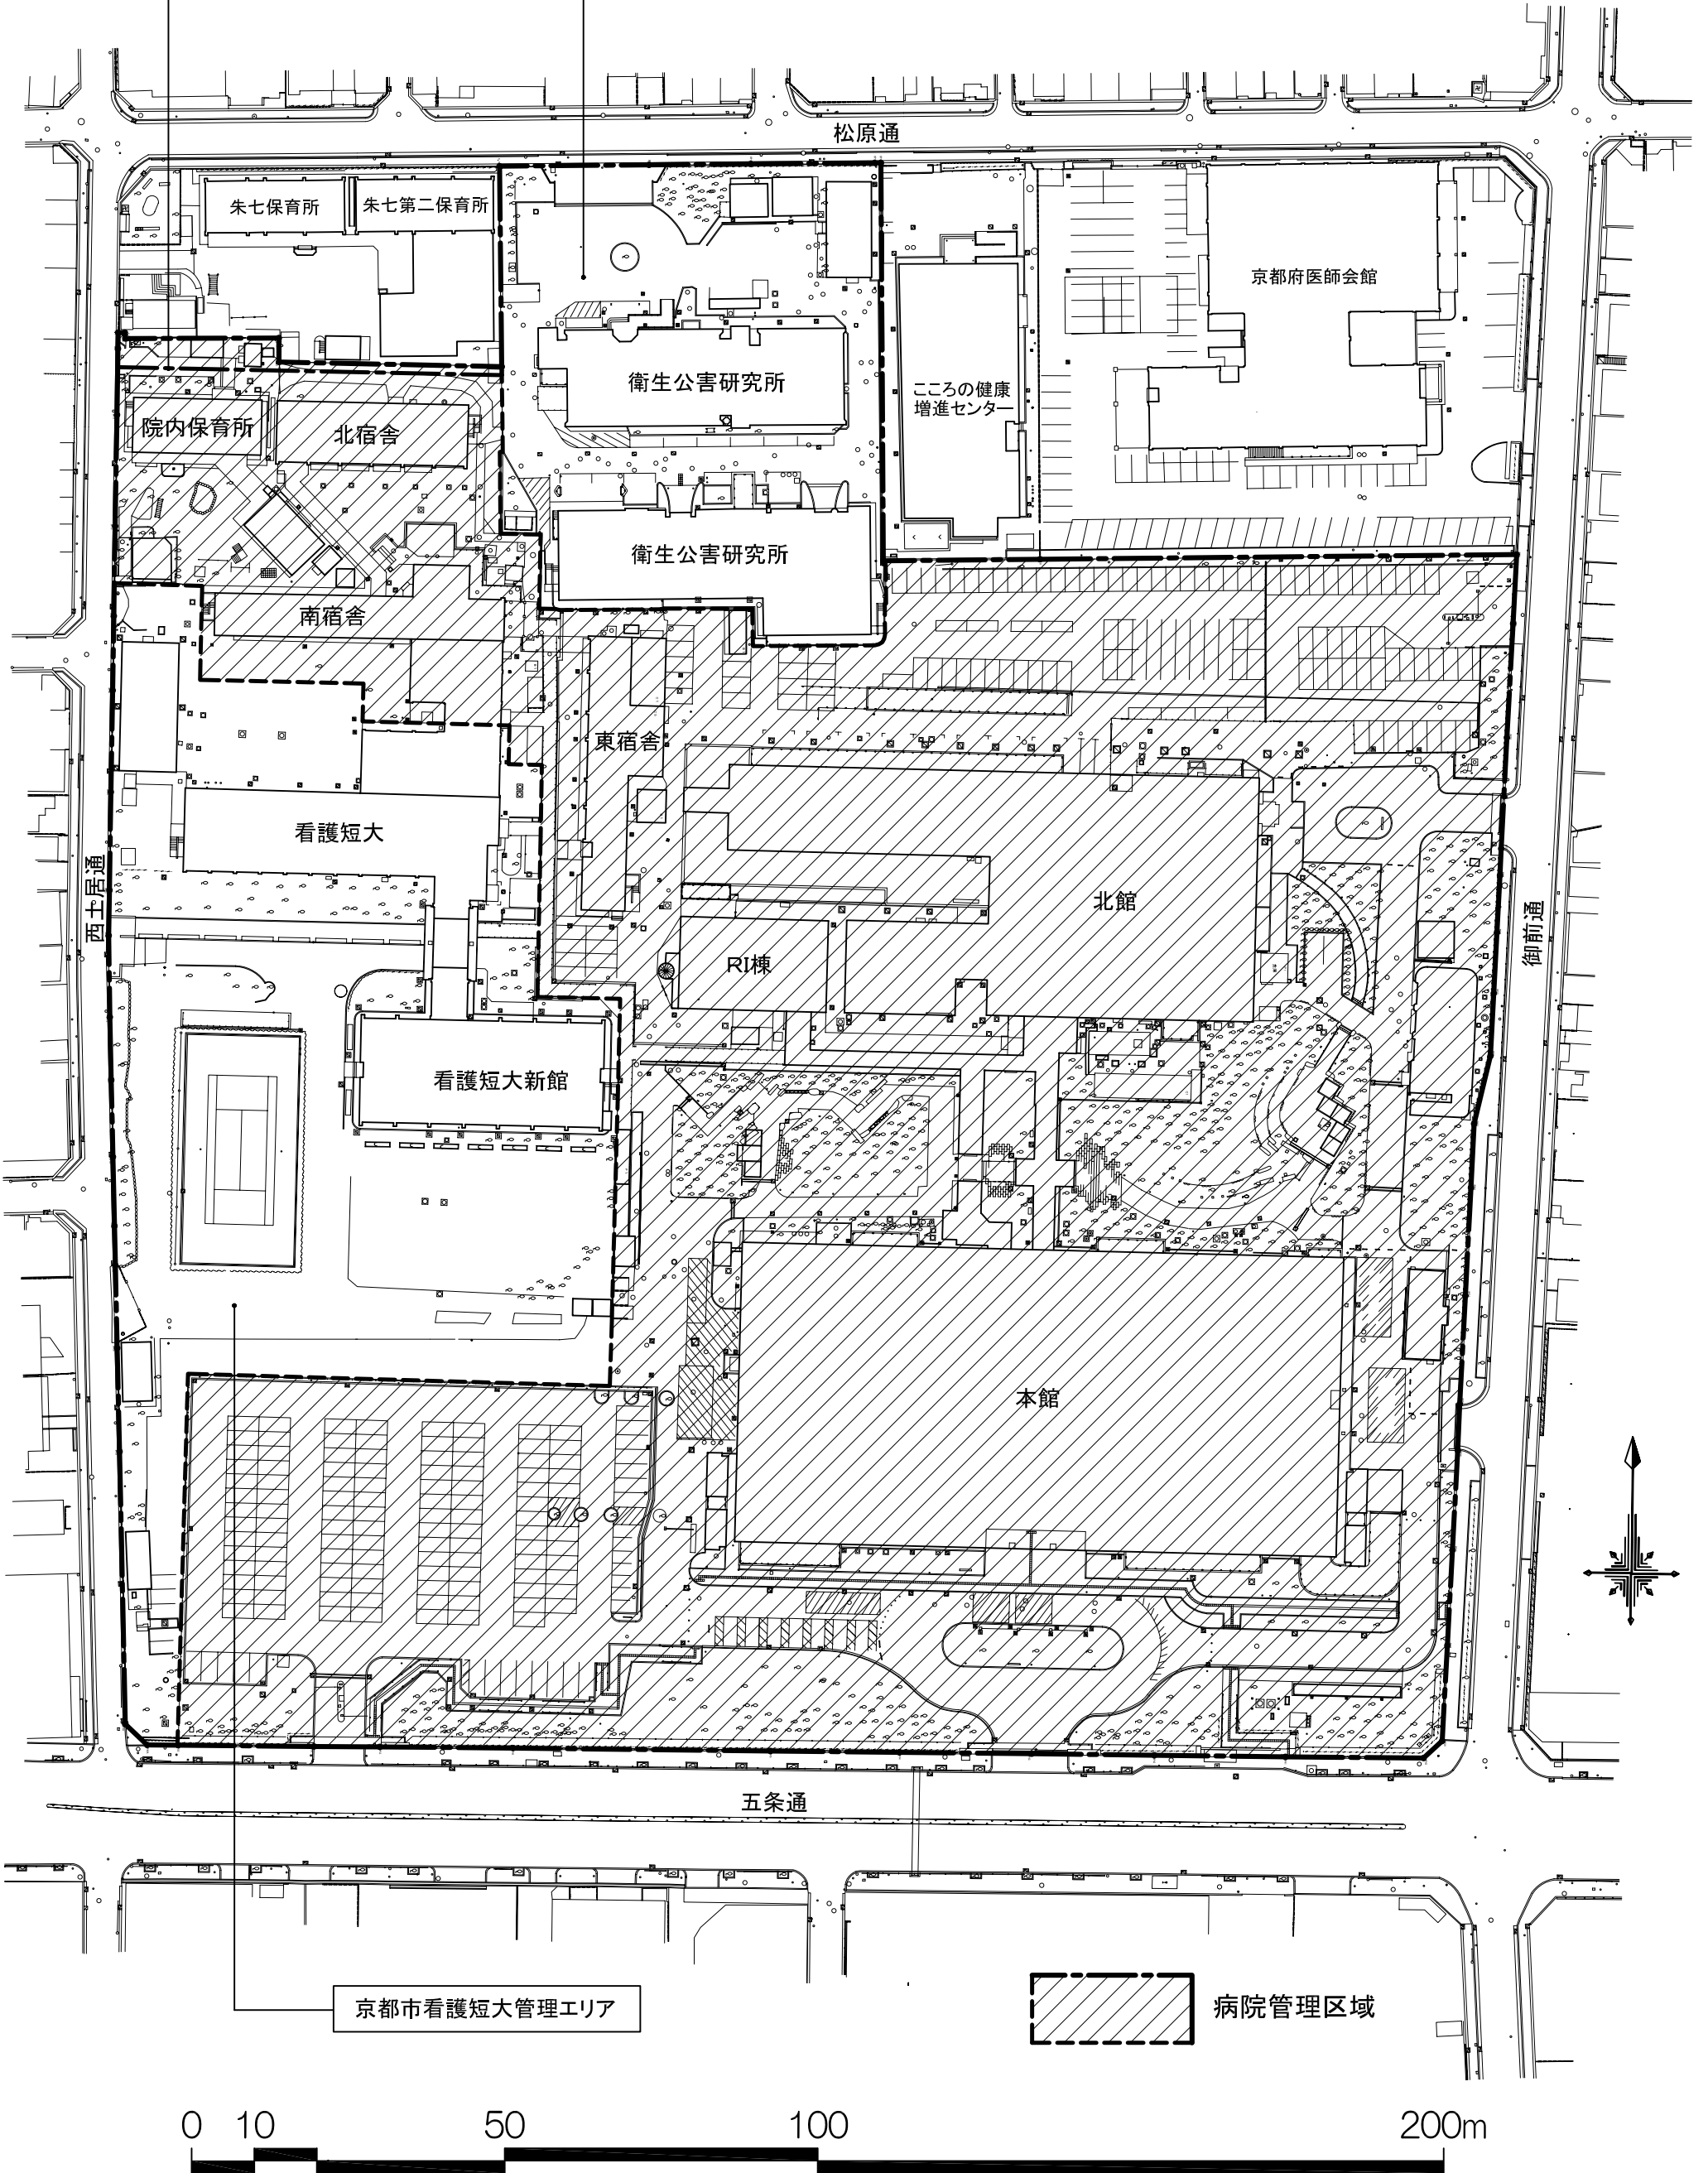 松原通
朱七保育所
朱七第二保育所
京都府医師会館
衛生公害研究所
こころの健康
増進センター
院内保育所
北宿舎
衛生公害研究所
南宿舎
東宿舎
看護短大
西土居通
北館
御前通
RI棟
看護短大新館
本館
五条通
京都市看護短大管理エリア
病院管理区域
0 10 50 100 200m